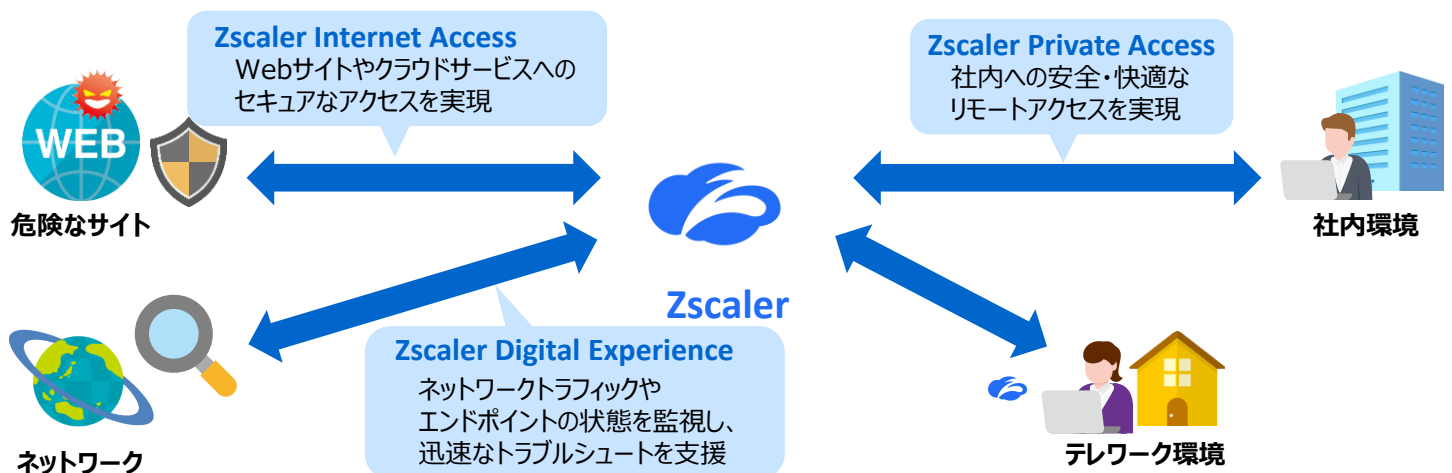 Zscaler Internet Access
Webサイトやクラウドサービスへの
セキュアなアクセスを実現
Zscaler Private Access
社内への安全・快適な
リモートアクセスを実現
WEB
危険なサイト
社内環境
Zscaler
Zscaler Digital Experience
ネットワークトラフィックや
エンドポイントの状態を監視し、
迅速なトラブルシュートを支援
ネットワーク
テレワーク環境